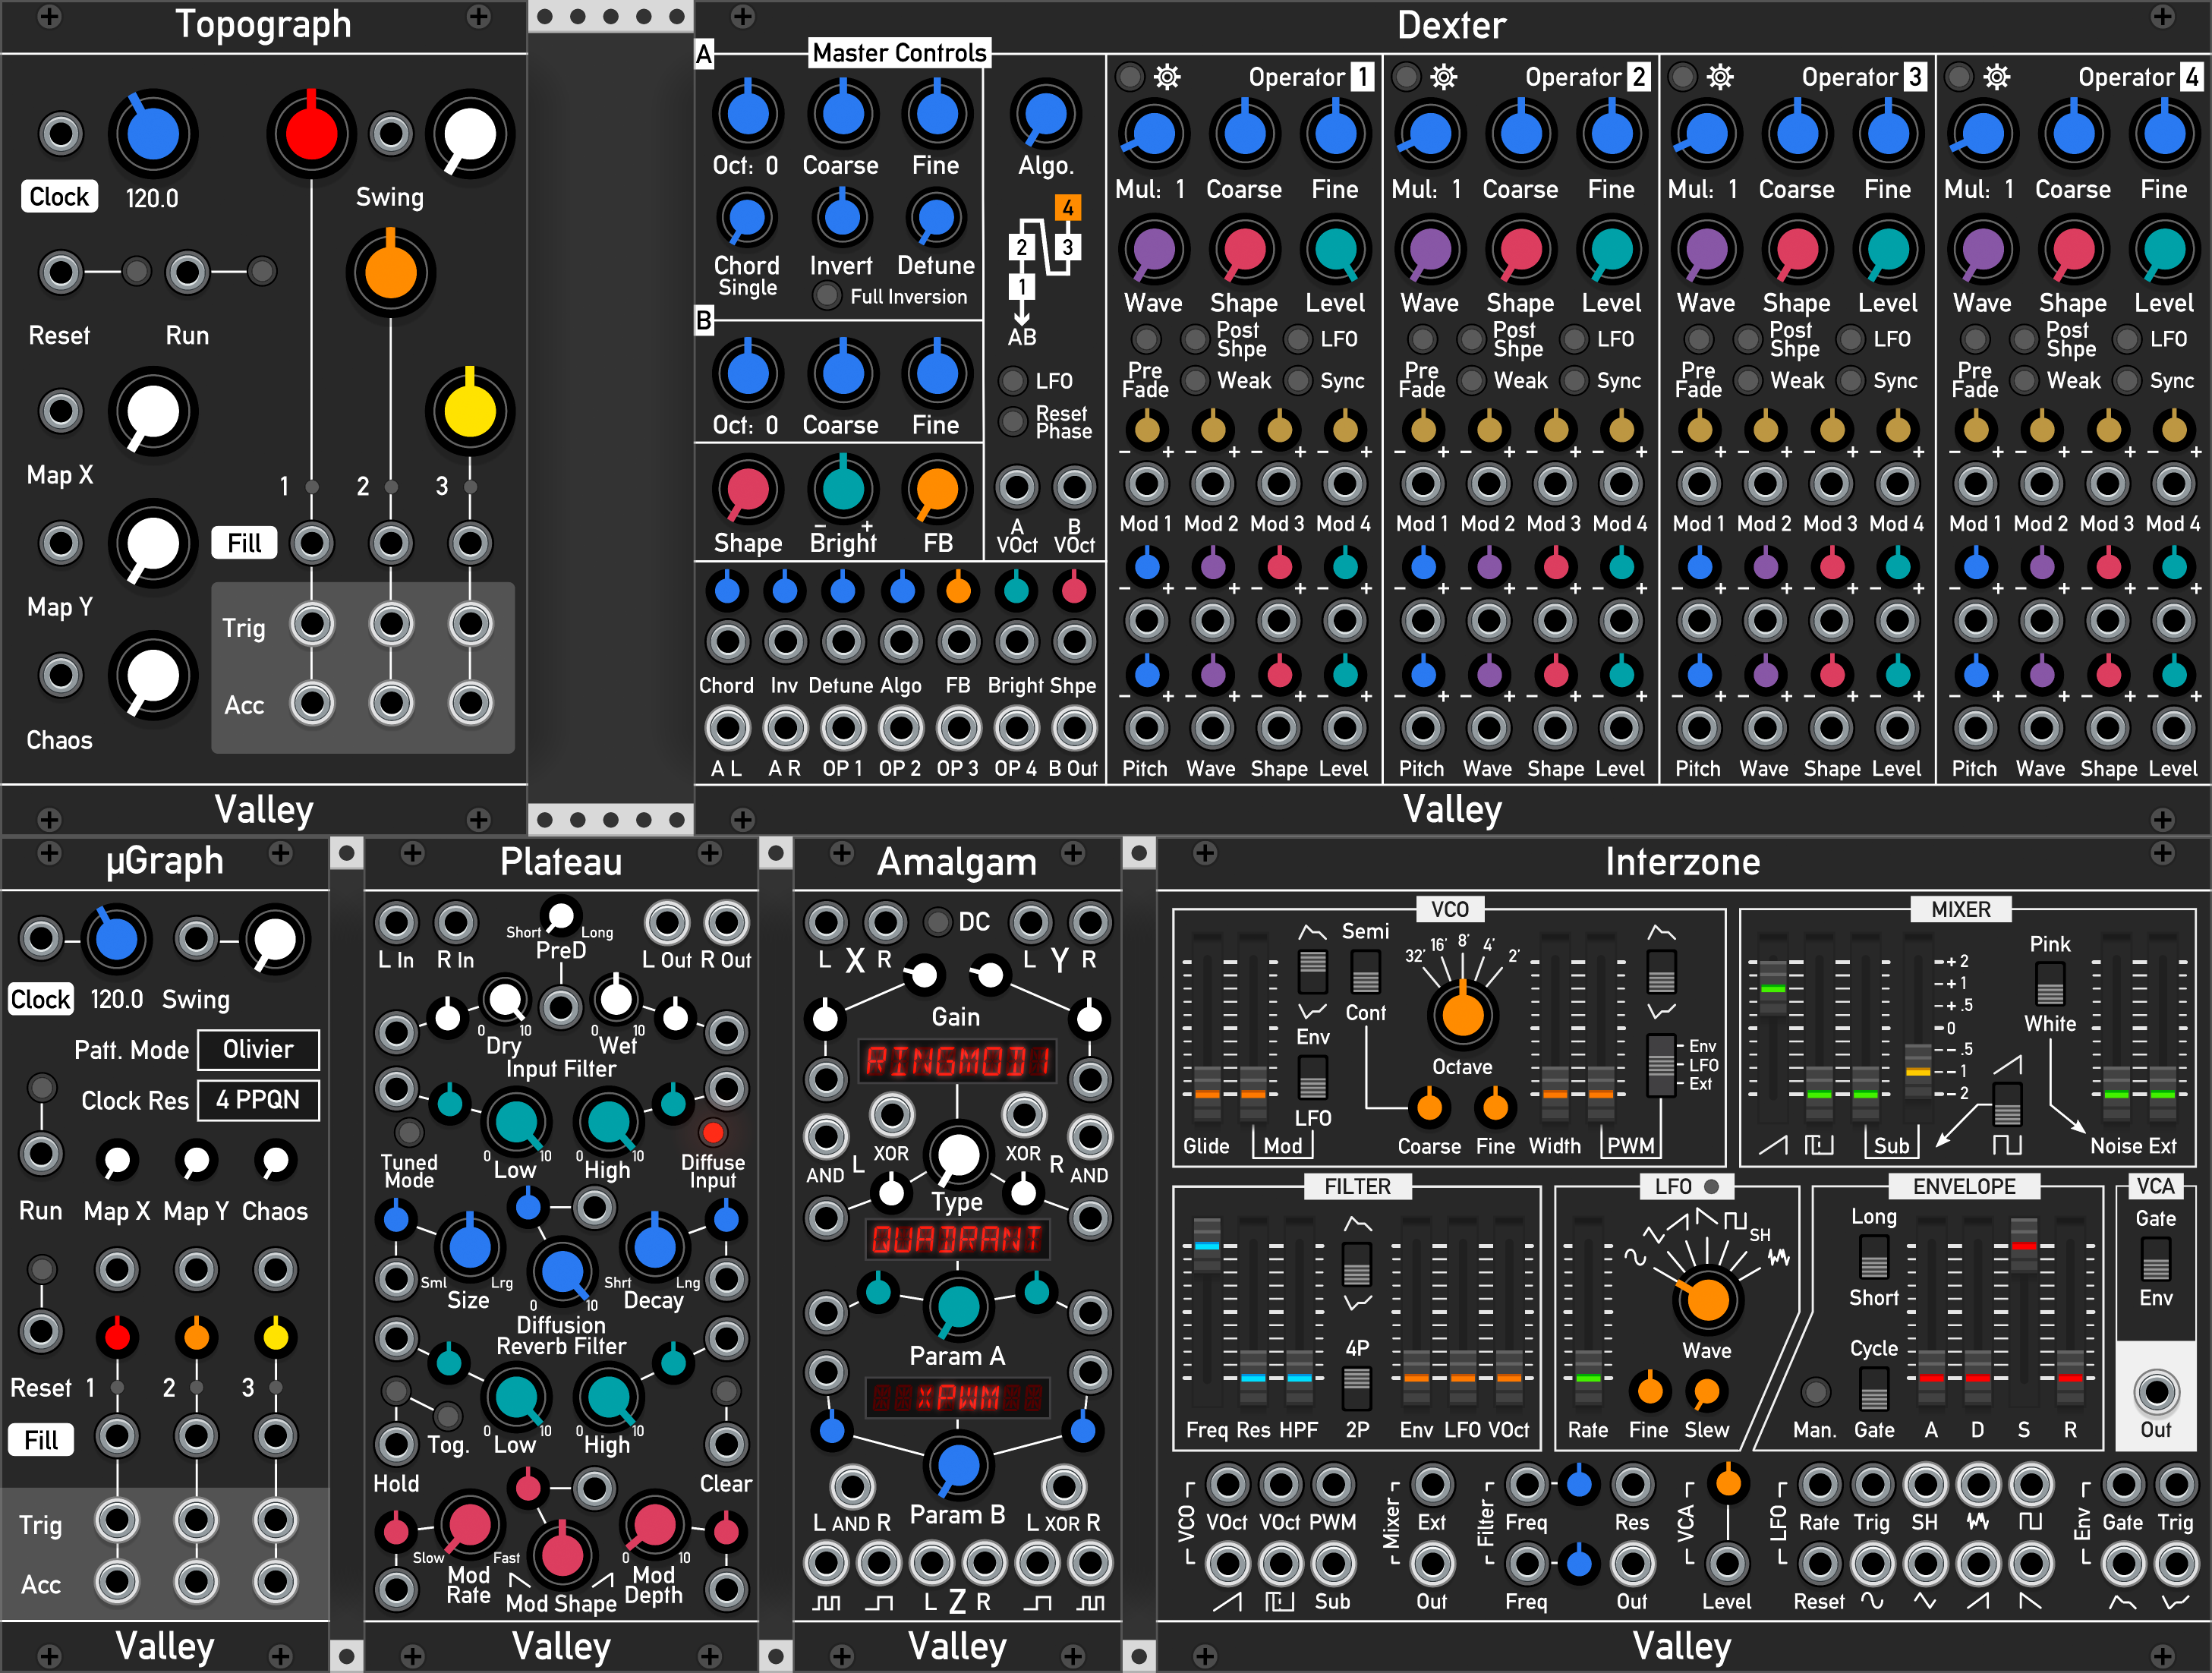 Topograph
Clock
120.0
Swing
Reset
Run
Map X
1 2 3
Fill
Map Y
Trig
Acc
Chaos
Valley
Dexter
A
Master Controls
Oct: 0 Coarse Fine
Chord Invert Detune
Single
Full Inversion
B
Oct: 0 Coarse Fine
- +
Shape Bright FB
Algo.
4
2 3
1
AB
LFO
Reset
Phase
A B
VOct VOct
Chord Inv Detune Algo FB Bright Shpe
A L A R OP 1 OP 2 OP 3 OP 4 B Out
Operator 1
Mul: 1 Coarse Fine
Wave Shape Level
Post
Shpe LFO
Pre
Fade Weak Sync
- + - + - + - +
Mod 1 Mod 2 Mod 3 Mod 4
- + - + - + - +
- + - + - + - +
Pitch Wave Shape Level
Operator 2
Mul: 1 Coarse Fine
Wave Shape Level
Post
Shpe LFO
Pre
Fade Weak Sync
- + - + - + - +
Mod 1 Mod 2 Mod 3 Mod 4
- + - + - + - +
- + - + - + - +
Pitch Wave Shape Level
Operator 3
Mul: 1 Coarse Fine
Wave Shape Level
Post
Shpe LFO
Pre
Fade Weak Sync
- + - + - + - +
Mod 1 Mod 2 Mod 3 Mod 4
- + - + - + - +
- + - + - + - +
Pitch Wave Shape Level
Operator 4
Mul: 1 Coarse Fine
Wave Shape Level
Post
Shpe LFO
Pre
Fade Weak Sync
- + - + - + - +
Mod 1 Mod 2 Mod 3 Mod 4
- + - + - + - +
- + - + - + - +
Pitch Wave Shape Level
Valley
µGraph
Clock 120.0 Swing
Patt. Mode Olivier
Clock Res 4 PPQN
Run Map X Map Y Chaos
Reset 1 2 3
Fill
Trig
Acc
Valley
Plateau
Short Long
L In R In PreD L Out R Out
0 10 0 10
Dry Wet
Input Filter
0 10 0 10
Low High
Tuned
Mode
Diffuse
Input
Sml Lrg Shrt Lng
Size Decay
0 10
Diffusion
Reverb Filter
0 10 0 10
Low High
Tog.
Hold Clear
Slow Fast 0 10
Mod
Rate
Mod
Depth
Mod Shape
Valley
Amalgam
DC
L X R L Y R
Gain
RINGMOD1
XOR XOR
AND L R AND
Type
QUADRANT
Param A
xPWM
Param B
L AND R L XOR R
L Z R
Valley
Interzone
VCO
Semi
Cont
Env
LFO
32' 16' 8' 4' 2'
Octave
Coarse Fine
Env
LFO
Ext
Glide Mod Width PWM
MIXER
+ 2
+ 1
+ .5
0
- .5
- 1
- 2
Pink
White
Sub Noise Ext
FILTER
4P
2P
Freq Res HPF Env LFO VOct
LFO
SH
Wave
Rate Fine Slew
ENVELOPE
Long
Short
Cycle
Man. Gate A D S R
VCA
Gate
Env
Out
VCO VOct VOct PWM
Sub
Mixer Ext
Out
Filter Freq Res
Freq Out
VCA
Level
LFO Rate Trig SH
Reset
Env Gate Trig
Valley